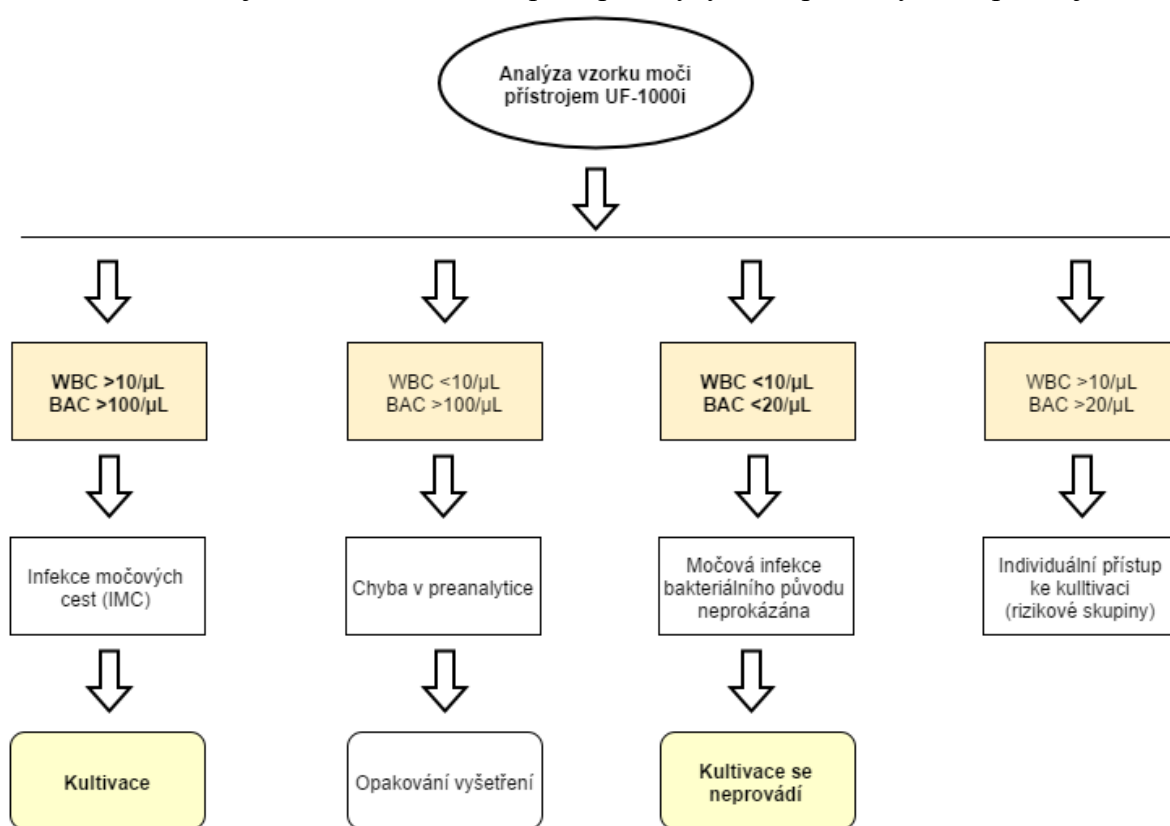 Analýza vzorku moči
přístrojem UF-1000i
WBC >10/µL
BAC >100/µL
WBC <10/µL
BAC >100/µL
WBC <10/µL
BAC <20/µL
WBC >10/µL
BAC >20/µL
Infekce močových
cest (IMC)
Chyba v preanalytice
Močová infekce
bakteriálního původu
neprokázána
Individuální přístup
ke kulltivaci
(rizikové skupiny)
Kultivace
Opakování vyšetření
Kultivace se
neprovádí